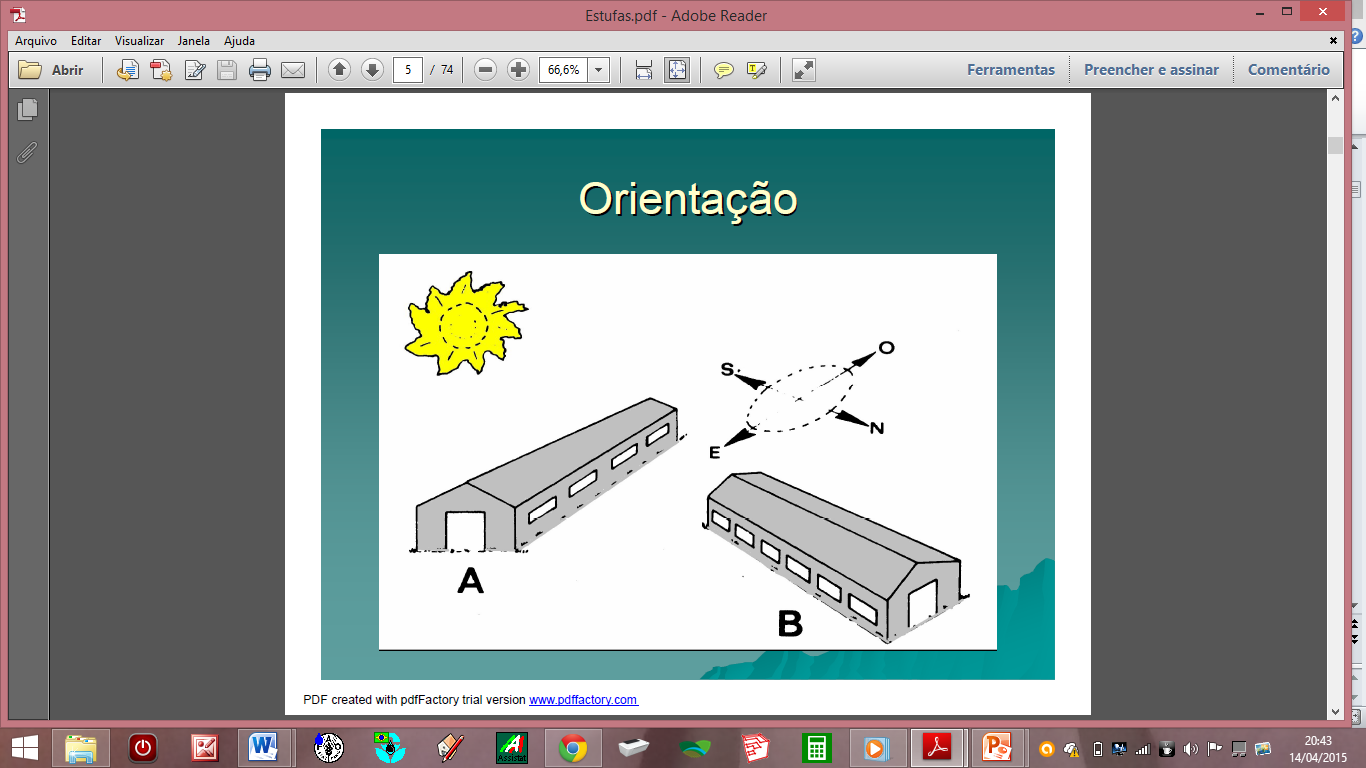 Estufas.pdf - Adobe Reader
Arquivo Editar Visualizar Janela Ajuda
Abrir 5 / 74 66,6% Ferramentas Preencher e assinar Comentário
Orientação
O
S
N
E
A
B
PDF created with pdfFactory trial version www.pdffactory.com
Assistat
20:43
14/04/2015